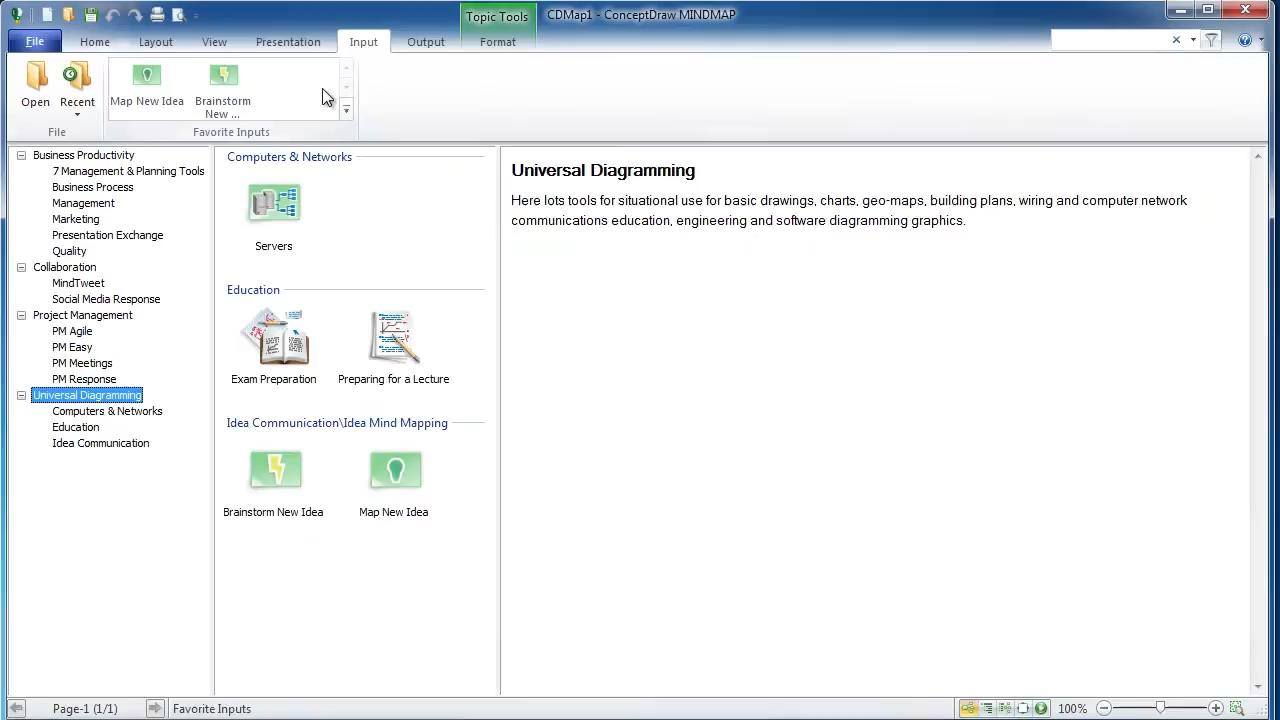 Topic Tools
CDMap1 - ConceptDraw MINDMAP
File
Home
Layout
View
Presentation
Input
Output
Format
Open
Recent
Map New Idea
Brainstorm
New ...
File
Favorite Inputs
Business Productivity
7 Management & Planning Tools
Business Process
Management
Marketing
Presentation Exchange
Quality
Collaboration
MindTweet
Social Media Response
Project Management
PM Agile
PM Easy
PM Meetings
PM Response
Universal Diagramming
Computers & Networks
Education
Idea Communication
Computers & Networks
Servers
Education
Exam Preparation
Preparing for a Lecture
Idea Communication\Idea Mind Mapping
Brainstorm New Idea
Map New Idea
Universal Diagramming
Here lots tools for situational use for basic drawings, charts, geo-maps, building plans, wiring and computer network
communications education, engineering and software diagramming graphics.
Page-1 (1/1)
Favorite Inputs
100%